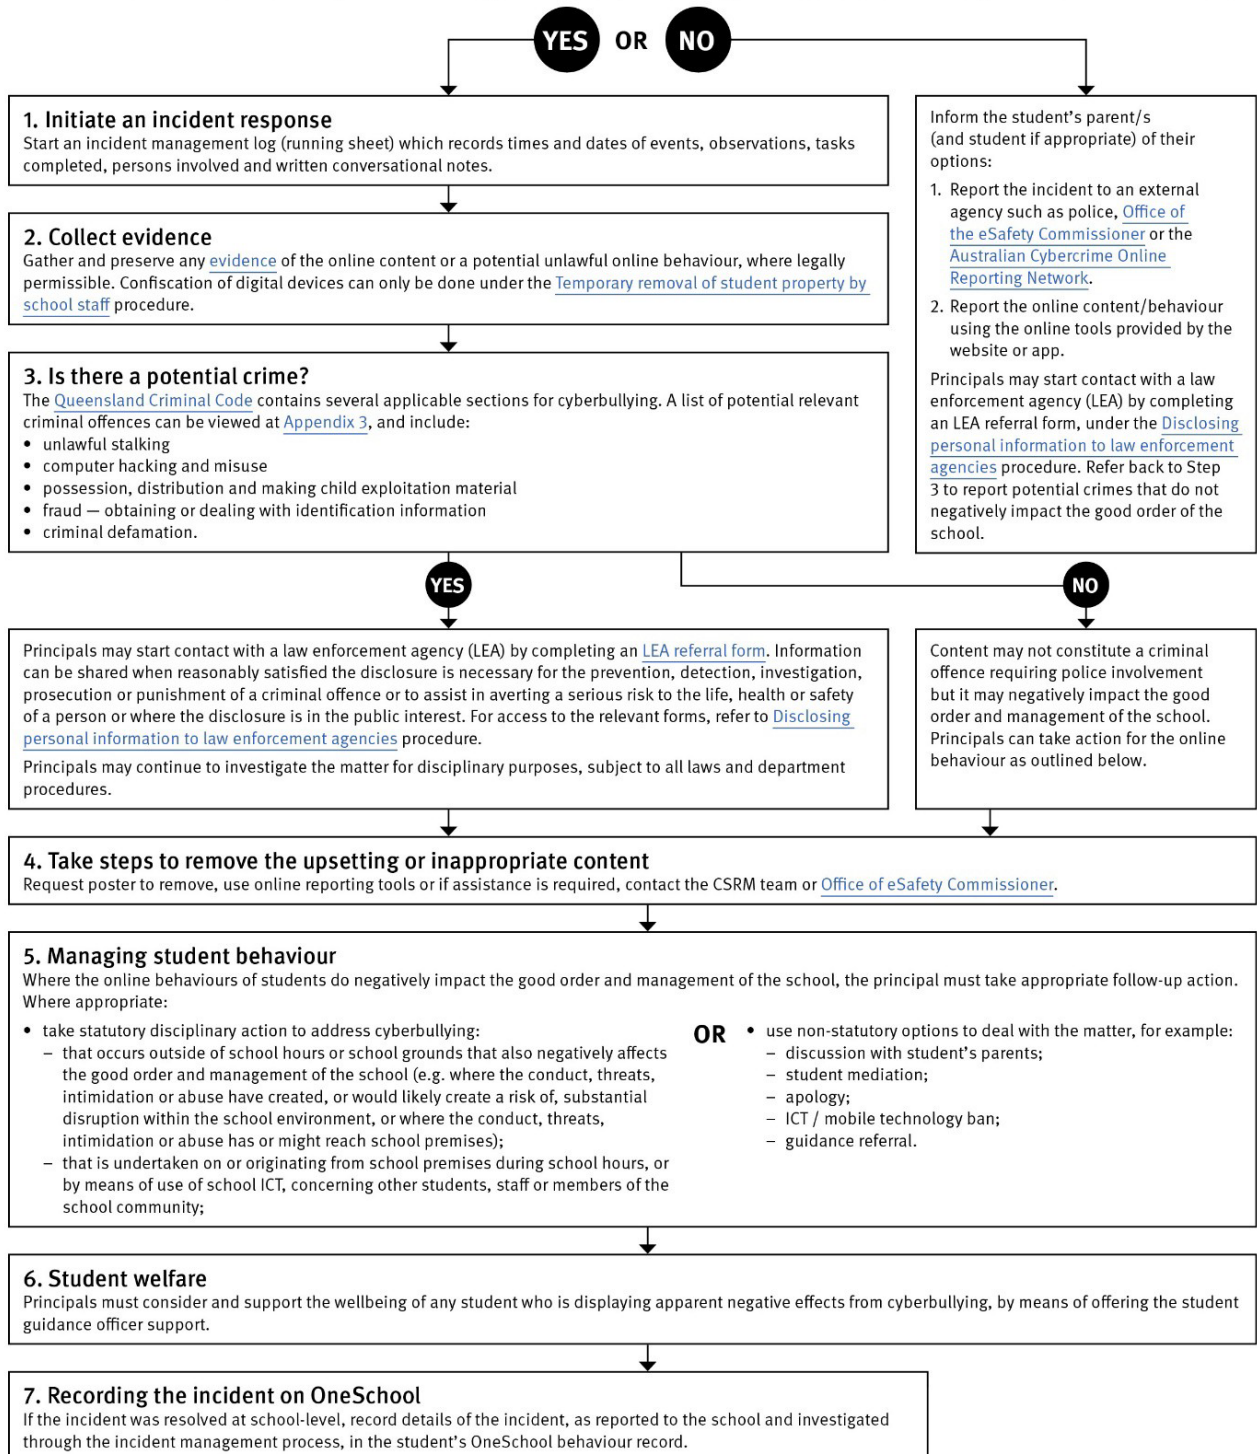 YES OR NO
1. Initiate an incident response
Start an incident management log (running sheet) which records times and dates of events, observations, tasks
completed, persons involved and written conversational notes.
2. Collect evidence
Gather and preserve any evidence of the online content or a potential unlawful online behaviour, where legally
permissible. Confiscation of digital devices can only be done under the Temporary removal of student property by
school staff procedure.
3. Is there a potential crime?
The Queensland Criminal Code contains several applicable sections for cyberbullying. A list of potential relevant
criminal offences can be viewed at Appendix 3, and include:
• unlawful stalking
• computer hacking and misuse
• possession, distribution and making child exploitation material
• fraud — obtaining or dealing with identification information
• criminal defamation.
Inform the student's parent/s
(and student if appropriate) of their
options:
1. Report the incident to an external
agency such as police, Office of
the eSafety Commissioner or the
Australian Cybercrime Online
Reporting Network.
2. Report the online content/behaviour
using the online tools provided by the
website or app.
Principals may start contact with a law
enforcement agency (LEA) by completing
an LEA referral form, under the Disclosing
personal information to law enforcement
agencies procedure. Refer back to Step
3 to report potential crimes that do not
negatively impact the good order of the
school.
YES
NO
Principals may start contact with a law enforcement agency (LEA) by completing an LEA referral form. Information
can be shared when reasonably satisfied the disclosure is necessary for the prevention, detection, investigation,
prosecution or punishment of a criminal offence or to assist in averting a serious risk to the life, health or safety
of a person or where the disclosure is in the public interest. For access to the relevant forms, refer to Disclosing
personal information to law enforcement agencies procedure.
Principals may continue to investigate the matter for disciplinary purposes, subject to all laws and department
procedures.
Content may not constitute a criminal
offence requiring police involvement
but it may negatively impact the good
order and management of the school.
Principals can take action for the online
behaviour as outlined below.
4. Take steps to remove the upsetting or inappropriate content
Request poster to remove, use online reporting tools or if assistance is required, contact the CSRM team or Office of eSafety Commissioner.
5. Managing student behaviour
Where the online behaviours of students do negatively impact the good order and management of the school, the principal must take appropriate follow-up action.
Where appropriate:
• take statutory disciplinary action to address cyberbullying:
– that occurs outside of school hours or school grounds that also negatively affects
the good order and management of the school (e.g. where the conduct, threats,
intimidation or abuse have created, or would likely create a risk of, substantial
disruption within the school environment, or where the conduct, threats,
intimidation or abuse has or might reach school premises);
– that is undertaken on or originating from school premises during school hours, or
by means of use of school ICT, concerning other students, staff or members of the
school community;
OR
• use non-statutory options to deal with the matter, for example:
– discussion with student's parents;
– student mediation;
– apology;
– ICT / mobile technology ban;
– guidance referral.
6. Student welfare
Principals must consider and support the wellbeing of any student who is displaying apparent negative effects from cyberbullying, by means of offering the student
guidance officer support.
7. Recording the incident on OneSchool
If the incident was resolved at school-level, record details of the incident, as reported to the school and investigated
through the incident management process, in the student's OneSchool behaviour record.